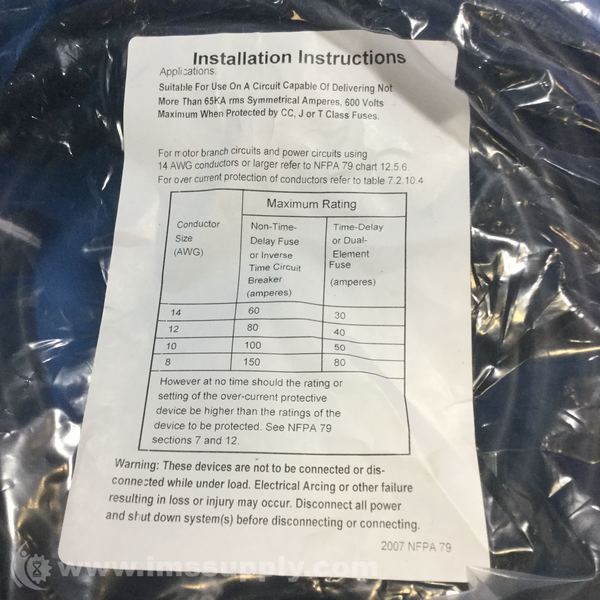 Installation Instructions
Applications:
Suitable For Use On A Circuit Capable Of Delivering Not
More Than 65KA rms Symmetrical Amperes, 600 Volts
Maximum When Protected by CC, J or T Class Fuses.
For motor branch circuits and power circuits using
14 AWG conductors or larger refer to NFPA 79 chart 12.5.6.
For over current protection of conductors refer to table 7.2.10.4
Maximum Rating
Conductor
Size
(AWG)
Non-Time-
Delay Fuse
or Inverse
Time Circuit
Breaker
(amperes)
Time-Delay
or Dual-
Element
Fuse
(amperes)
14 60 30
12 80 40
10 100 50
8 150 80
However at no time should the rating or
setting of the over-current protective
device be higher than the ratings of the
device to be protected. See NFPA 79
sections 7 and 12.
Warning: These devices are not to be connected or dis-
connected while under load. Electrical Arcing or other failure
resulting in loss or injury may occur. Disconnect all power
and shut down system(s) before disconnecting or connecting.
2007 NFPA 79
www.imssupply.com